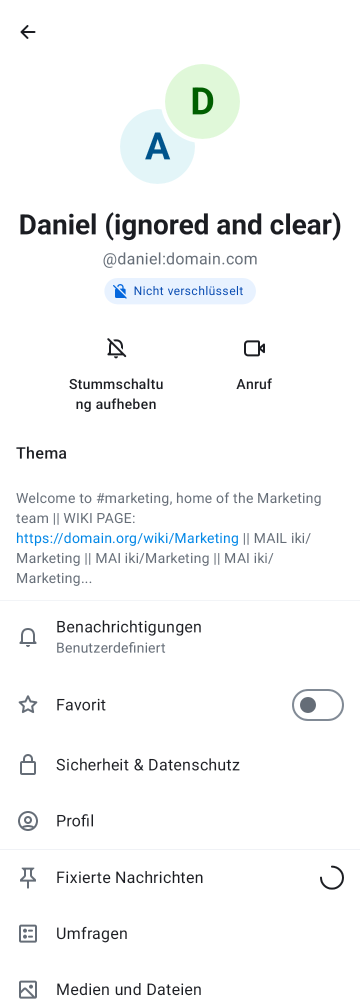 D
A
Daniel (ignored and clear)
@daniel:domain.com
Nicht verschlüsselt
Stummschaltu
ng aufheben
Anruf
Thema
Welcome to #marketing, home of the Marketing
team || WIKI PAGE:
https://domain.org/wiki/Marketing || MAIL iki/
Marketing || MAI iki/Marketing || MAI iki/
Marketing...
Benachrichtigungen
Benutzerdefiniert
Favorit
Sicherheit & Datenschutz
Profil
Fixierte Nachrichten
Umfragen
Medien und Dateien